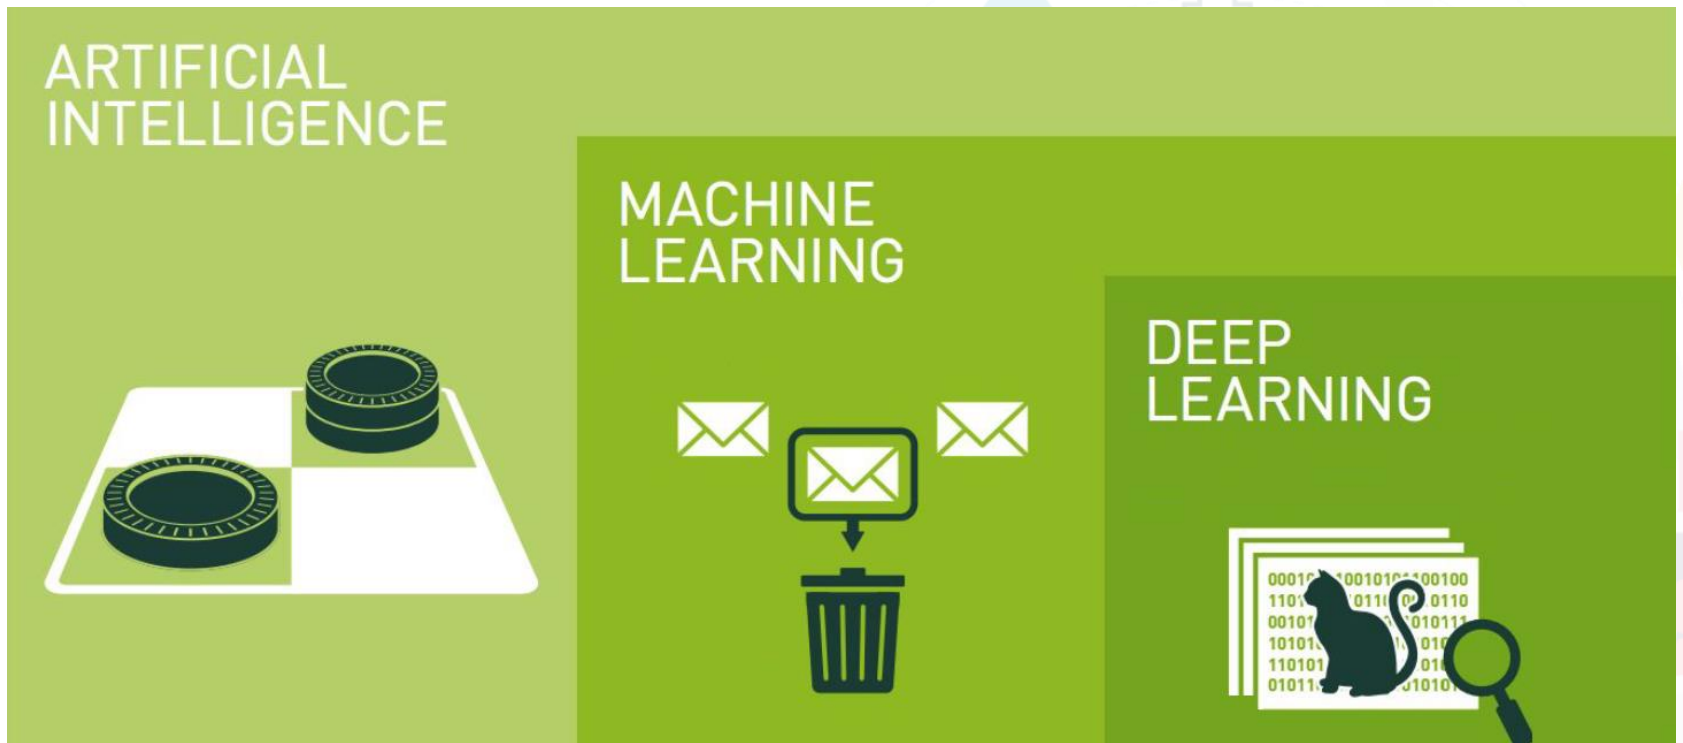 ARTIFICIAL
INTELLIGENCE
MACHINE
LEARNING
DEEP
LEARNING